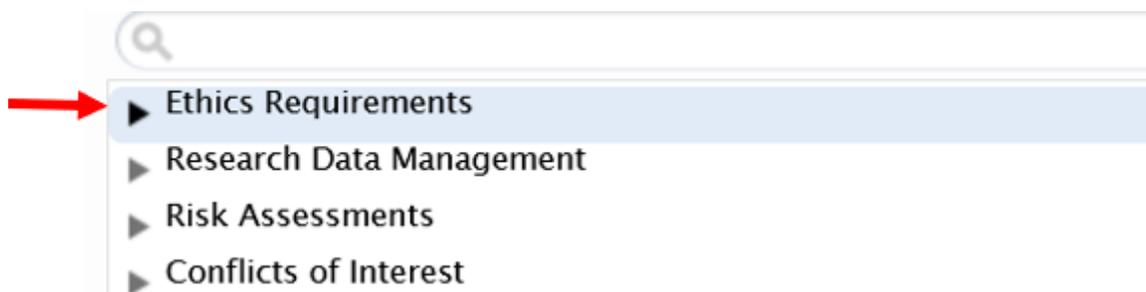 Ethics Requirements
Research Data Management
Risk Assessments
Conflicts of Interest